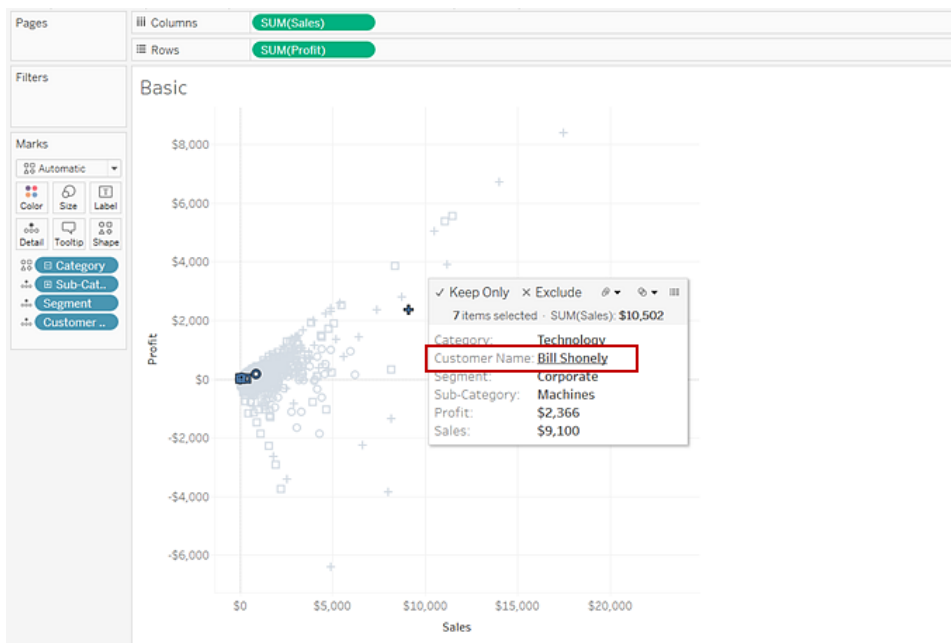 Pages
Columns
SUM(Sales)
Rows
SUM(Profit)
Filters
Marks
Automatic
Color Size Label
Detail Tooltip Shape
Category
Sub-Cat..
Segment
Customer ..
Basic
$8,000
$6,000
$4,000
$2,000
$0
-$2,000
-$4,000
-$6,000
Profit
$0 $5,000 $10,000 $15,000 $20,000
Sales
✓ Keep Only × Exclude
7 items selected · SUM(Sales): $10,502
Category: Technology
Customer Name: Bill Shonely
Segment: Corporate
Sub-Category: Machines
Profit: $2,366
Sales: $9,100